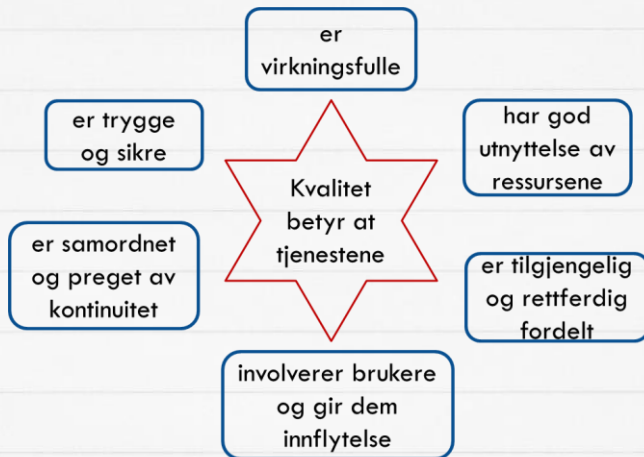 er
virkningsfulle
er trygge
og sikre
har god
utnyttelse av
ressursene
Kvalitet
betyr at
tjenestene
er samordnet
og preget av
kontinuitet
er tilgjengelig
og rettferdig
fordelt
involverer brukere
og gir dem
innflytelse